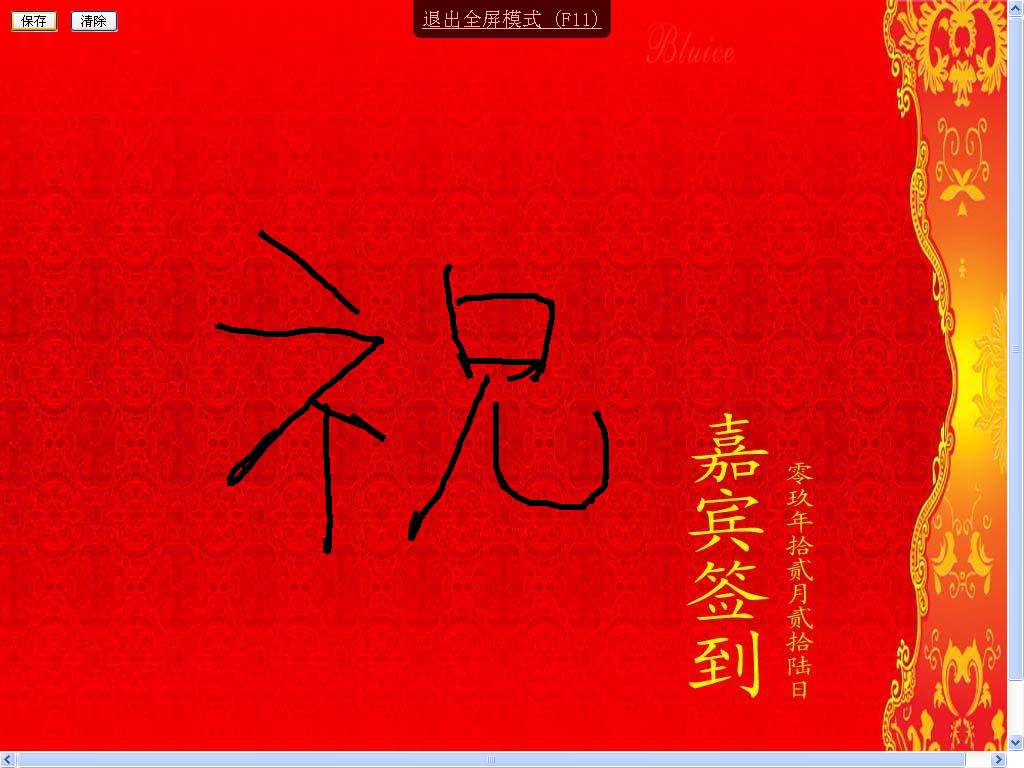 保存 清除
退出全屏模式 (F11)
Bluice
祝
嘉宾签到
零玖年拾贰月贰拾陆日